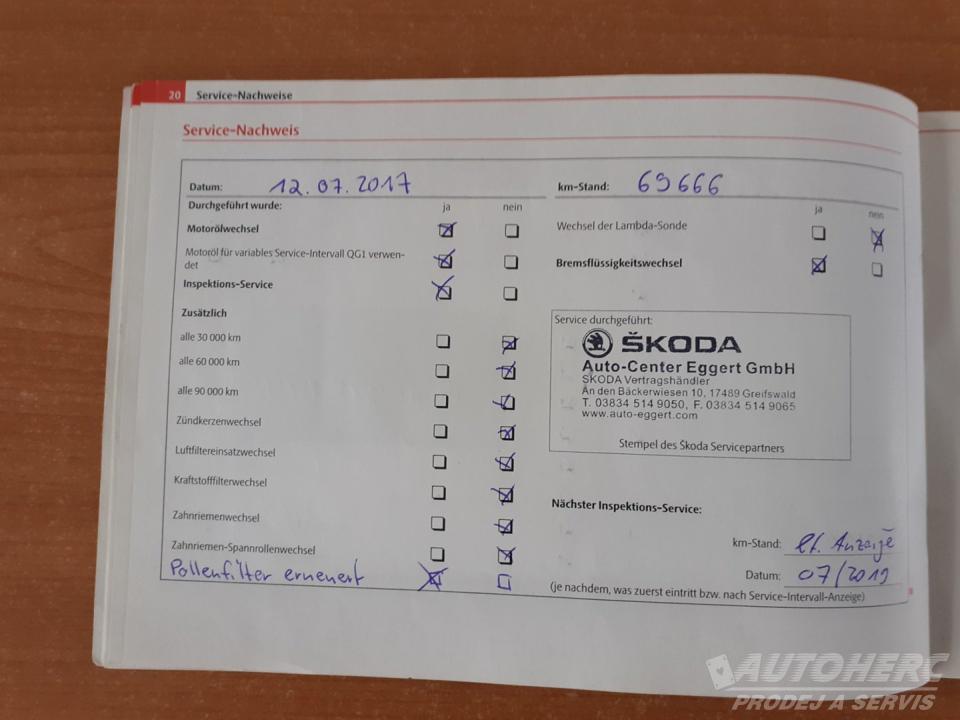 20 Service-Nachweise
Service-Nachweis
Datum: 12.07.2017
km-Stand: 69666
Durchgeführt wurde: ja nein
Motorölwechsel
Motoröl für variables Service-Intervall QG1 verwen-
det
Inspektions-Service
Zusätzlich
alle 30 000 km
alle 60 000 km
alle 90 000 km
Zündkerzenwechsel
Luftfiltereinsatzwechsel
Kraftstofffilterwechsel
Zahnriemenwechsel
Zahnriemen-Spannrollenwechsel
Pollenfilter erneuert
ja nein
Wechsel der Lambda-Sonde
Bremsflüssigkeitswechsel
Service durchgeführt:
ŠKODA
Auto-Center Eggert GmbH
ŠKODA Vertragshändler
An den Bäckerwiesen 10, 17489 Greifswald
T. 03834 514 9050, F. 03834 514 9065
www.auto-eggert.com
Stempel des Škoda Servicepartners
Nächster Inspektions-Service:
km-Stand: lt. Anzeige
Datum: 07/2019
(je nachdem, was zuerst eintritt bzw. nach Service-Intervall-Anzeige)
AUTOHERC
PRODEJ A SERVIS